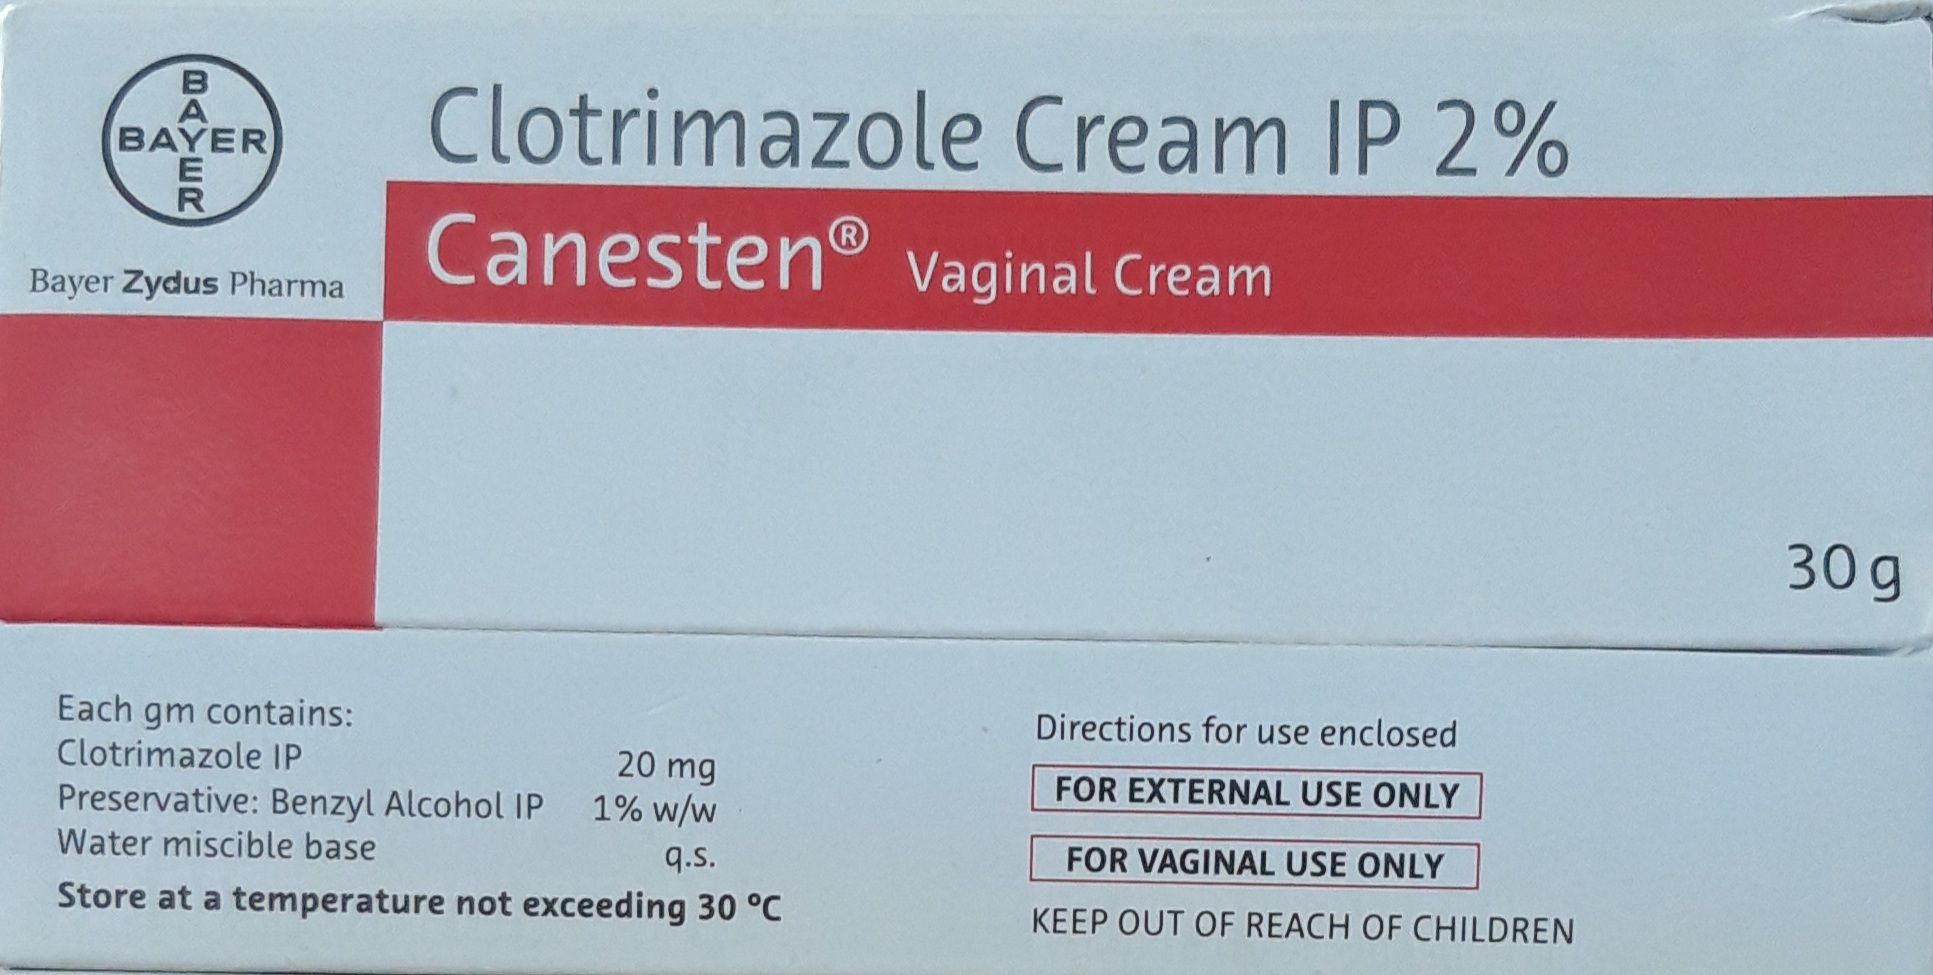 BAYER
BAYER
Bayer Zydus Pharma
Clotrimazole Cream IP 2%
Canesten® Vaginal Cream
30 g
Each gm contains:
Clotrimazole IP 20 mg
Preservative: Benzyl Alcohol IP 1% w/w
Water miscible base q.s.
Store at a temperature not exceeding 30 °C
Directions for use enclosed
FOR EXTERNAL USE ONLY
FOR VAGINAL USE ONLY
KEEP OUT OF REACH OF CHILDREN